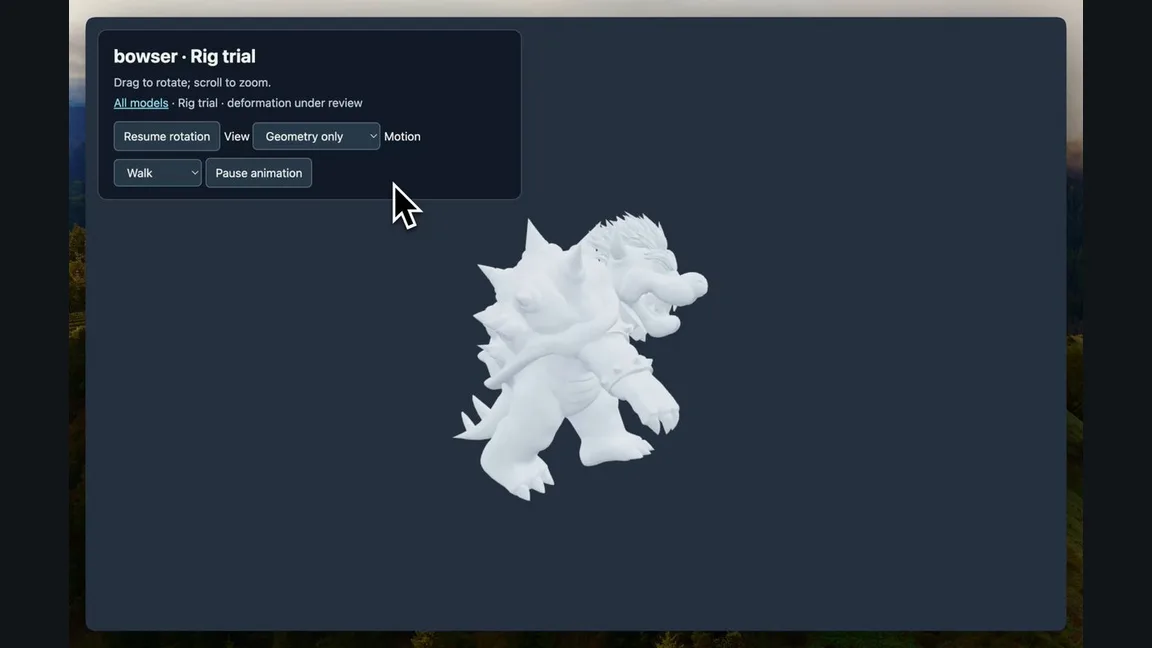 bowser · Rig trial
Drag to rotate; scroll to zoom.
All models · Rig trial · deformation under review
Resume rotation View Geometry only Motion
Walk Pause animation